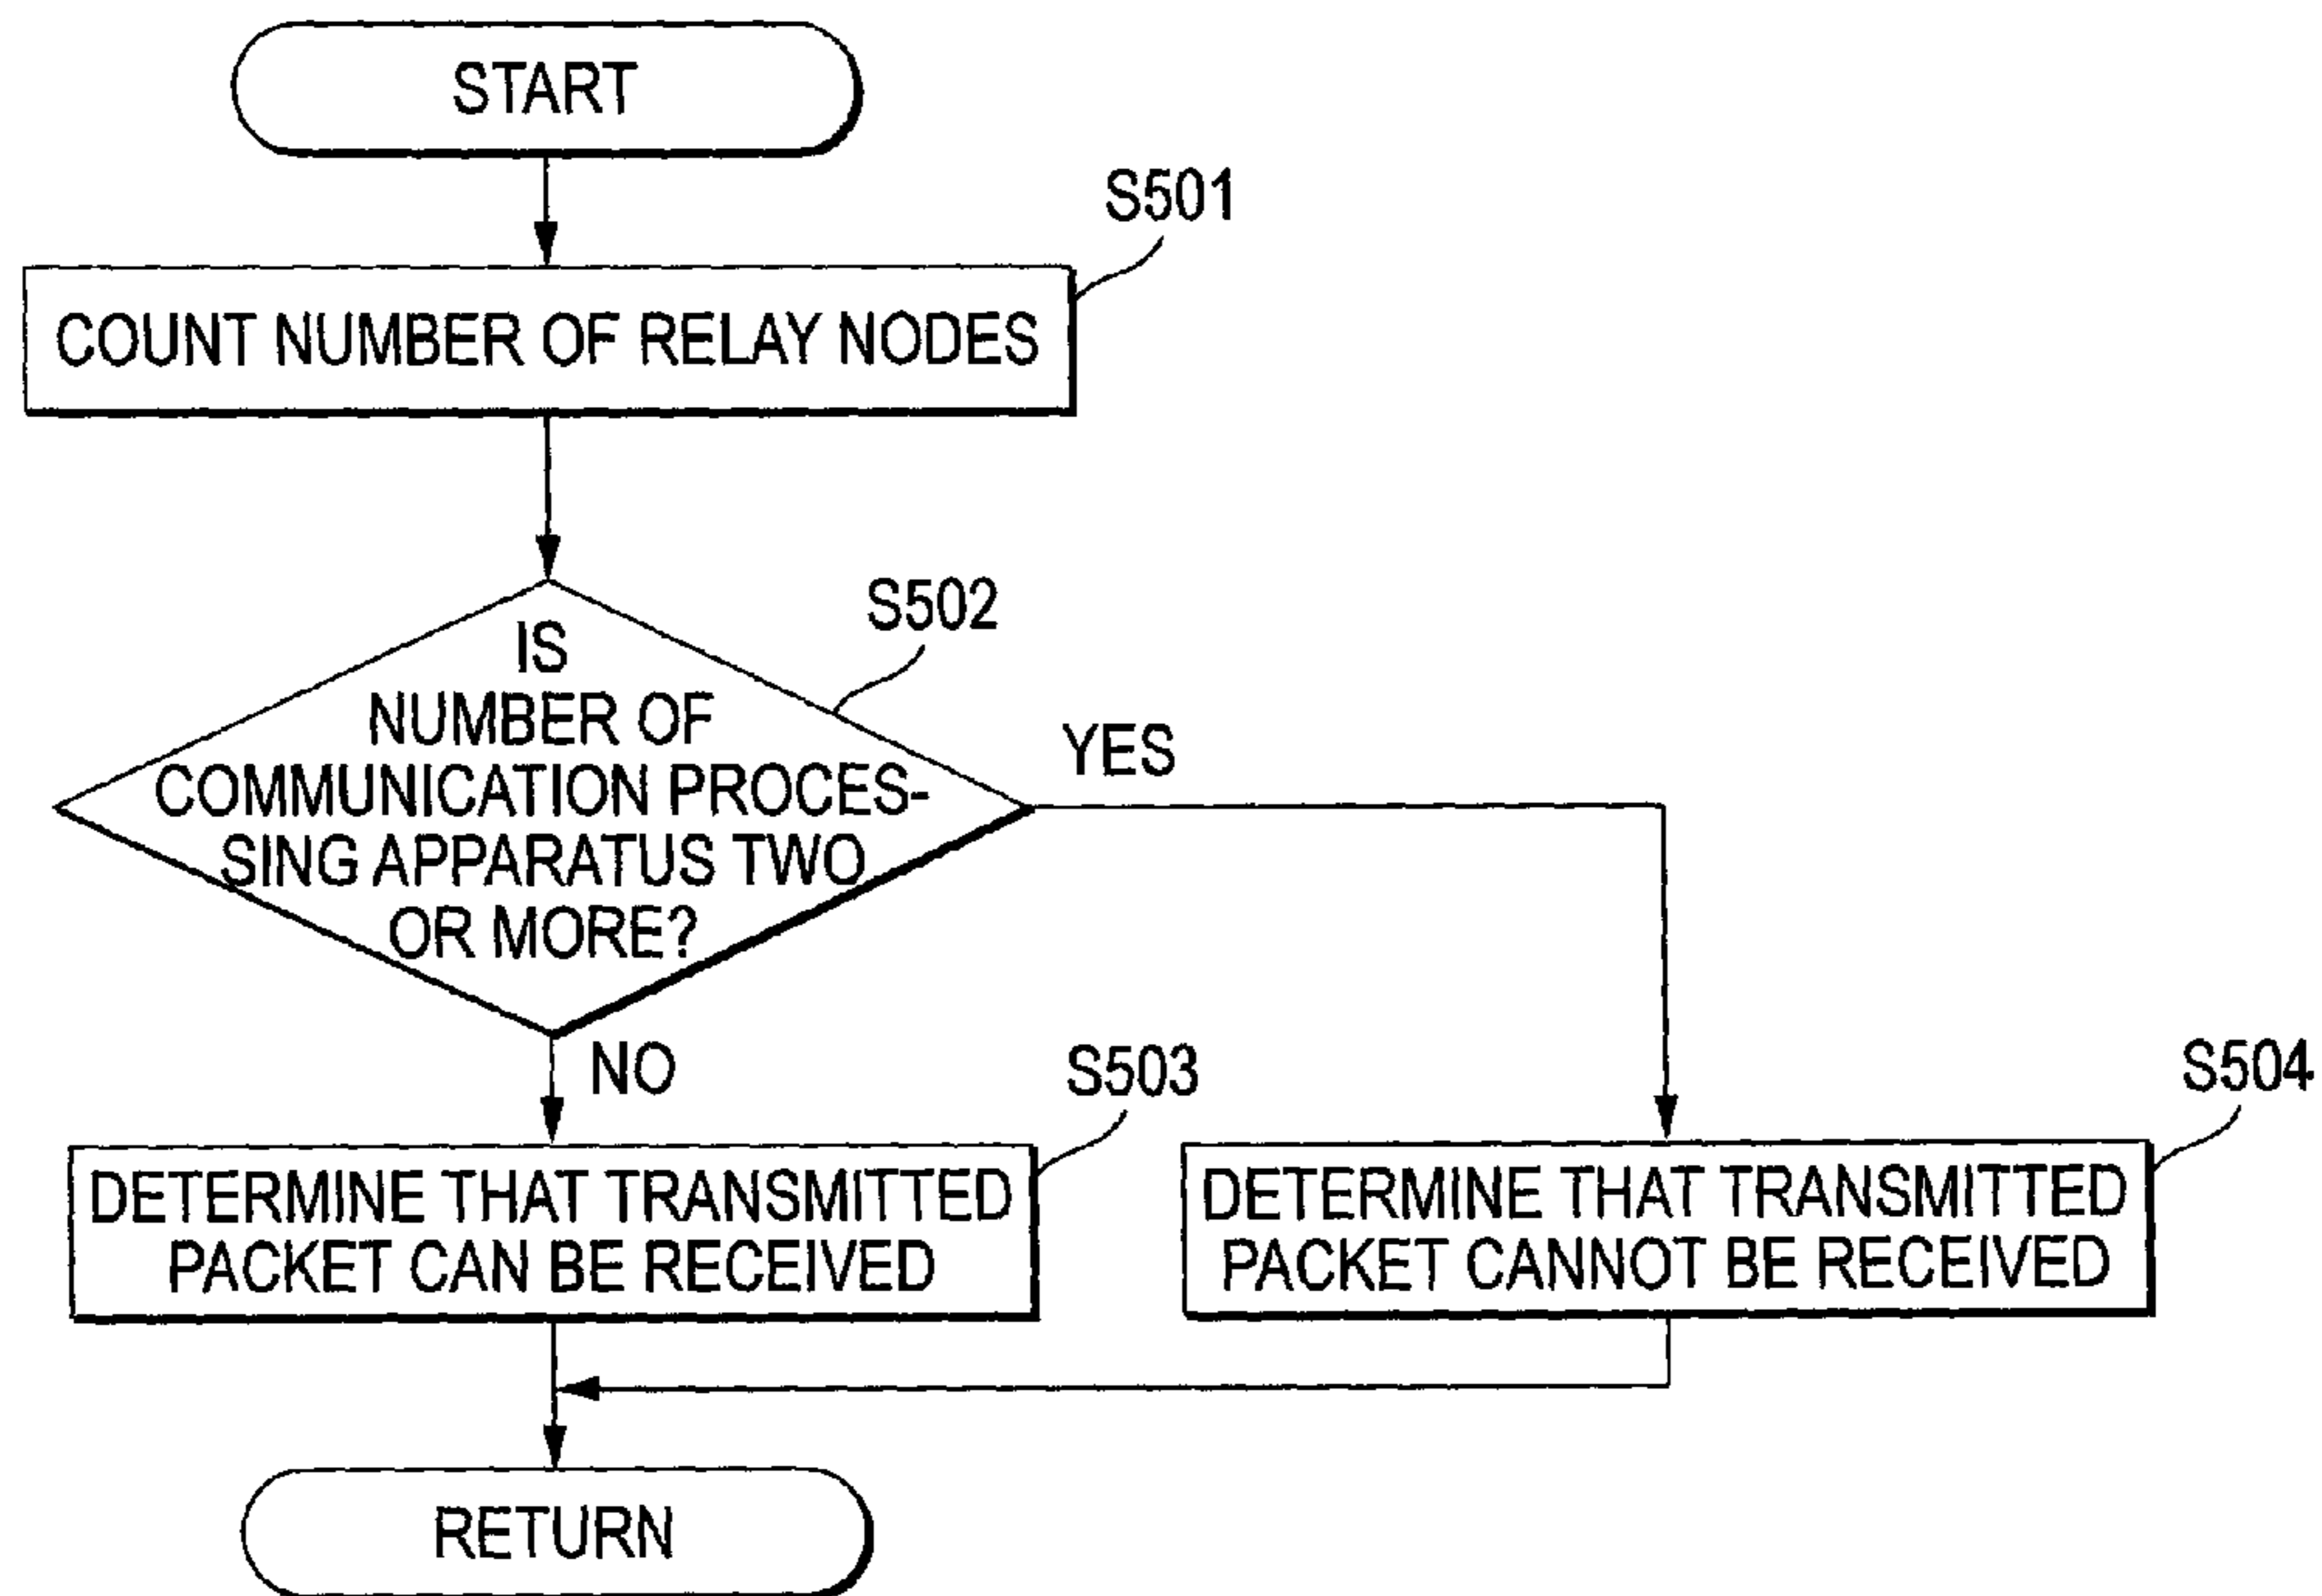 START
S501
COUNT NUMBER OF RELAY NODES
S502
IS
NUMBER OF
COMMUNICATION PROCES-
SING APPARATUS TWO
OR MORE?
YES
NO
S503
DETERMINE THAT TRANSMITTED
PACKET CAN BE RECEIVED
S504
DETERMINE THAT TRANSMITTED
PACKET CANNOT BE RECEIVED
RETURN